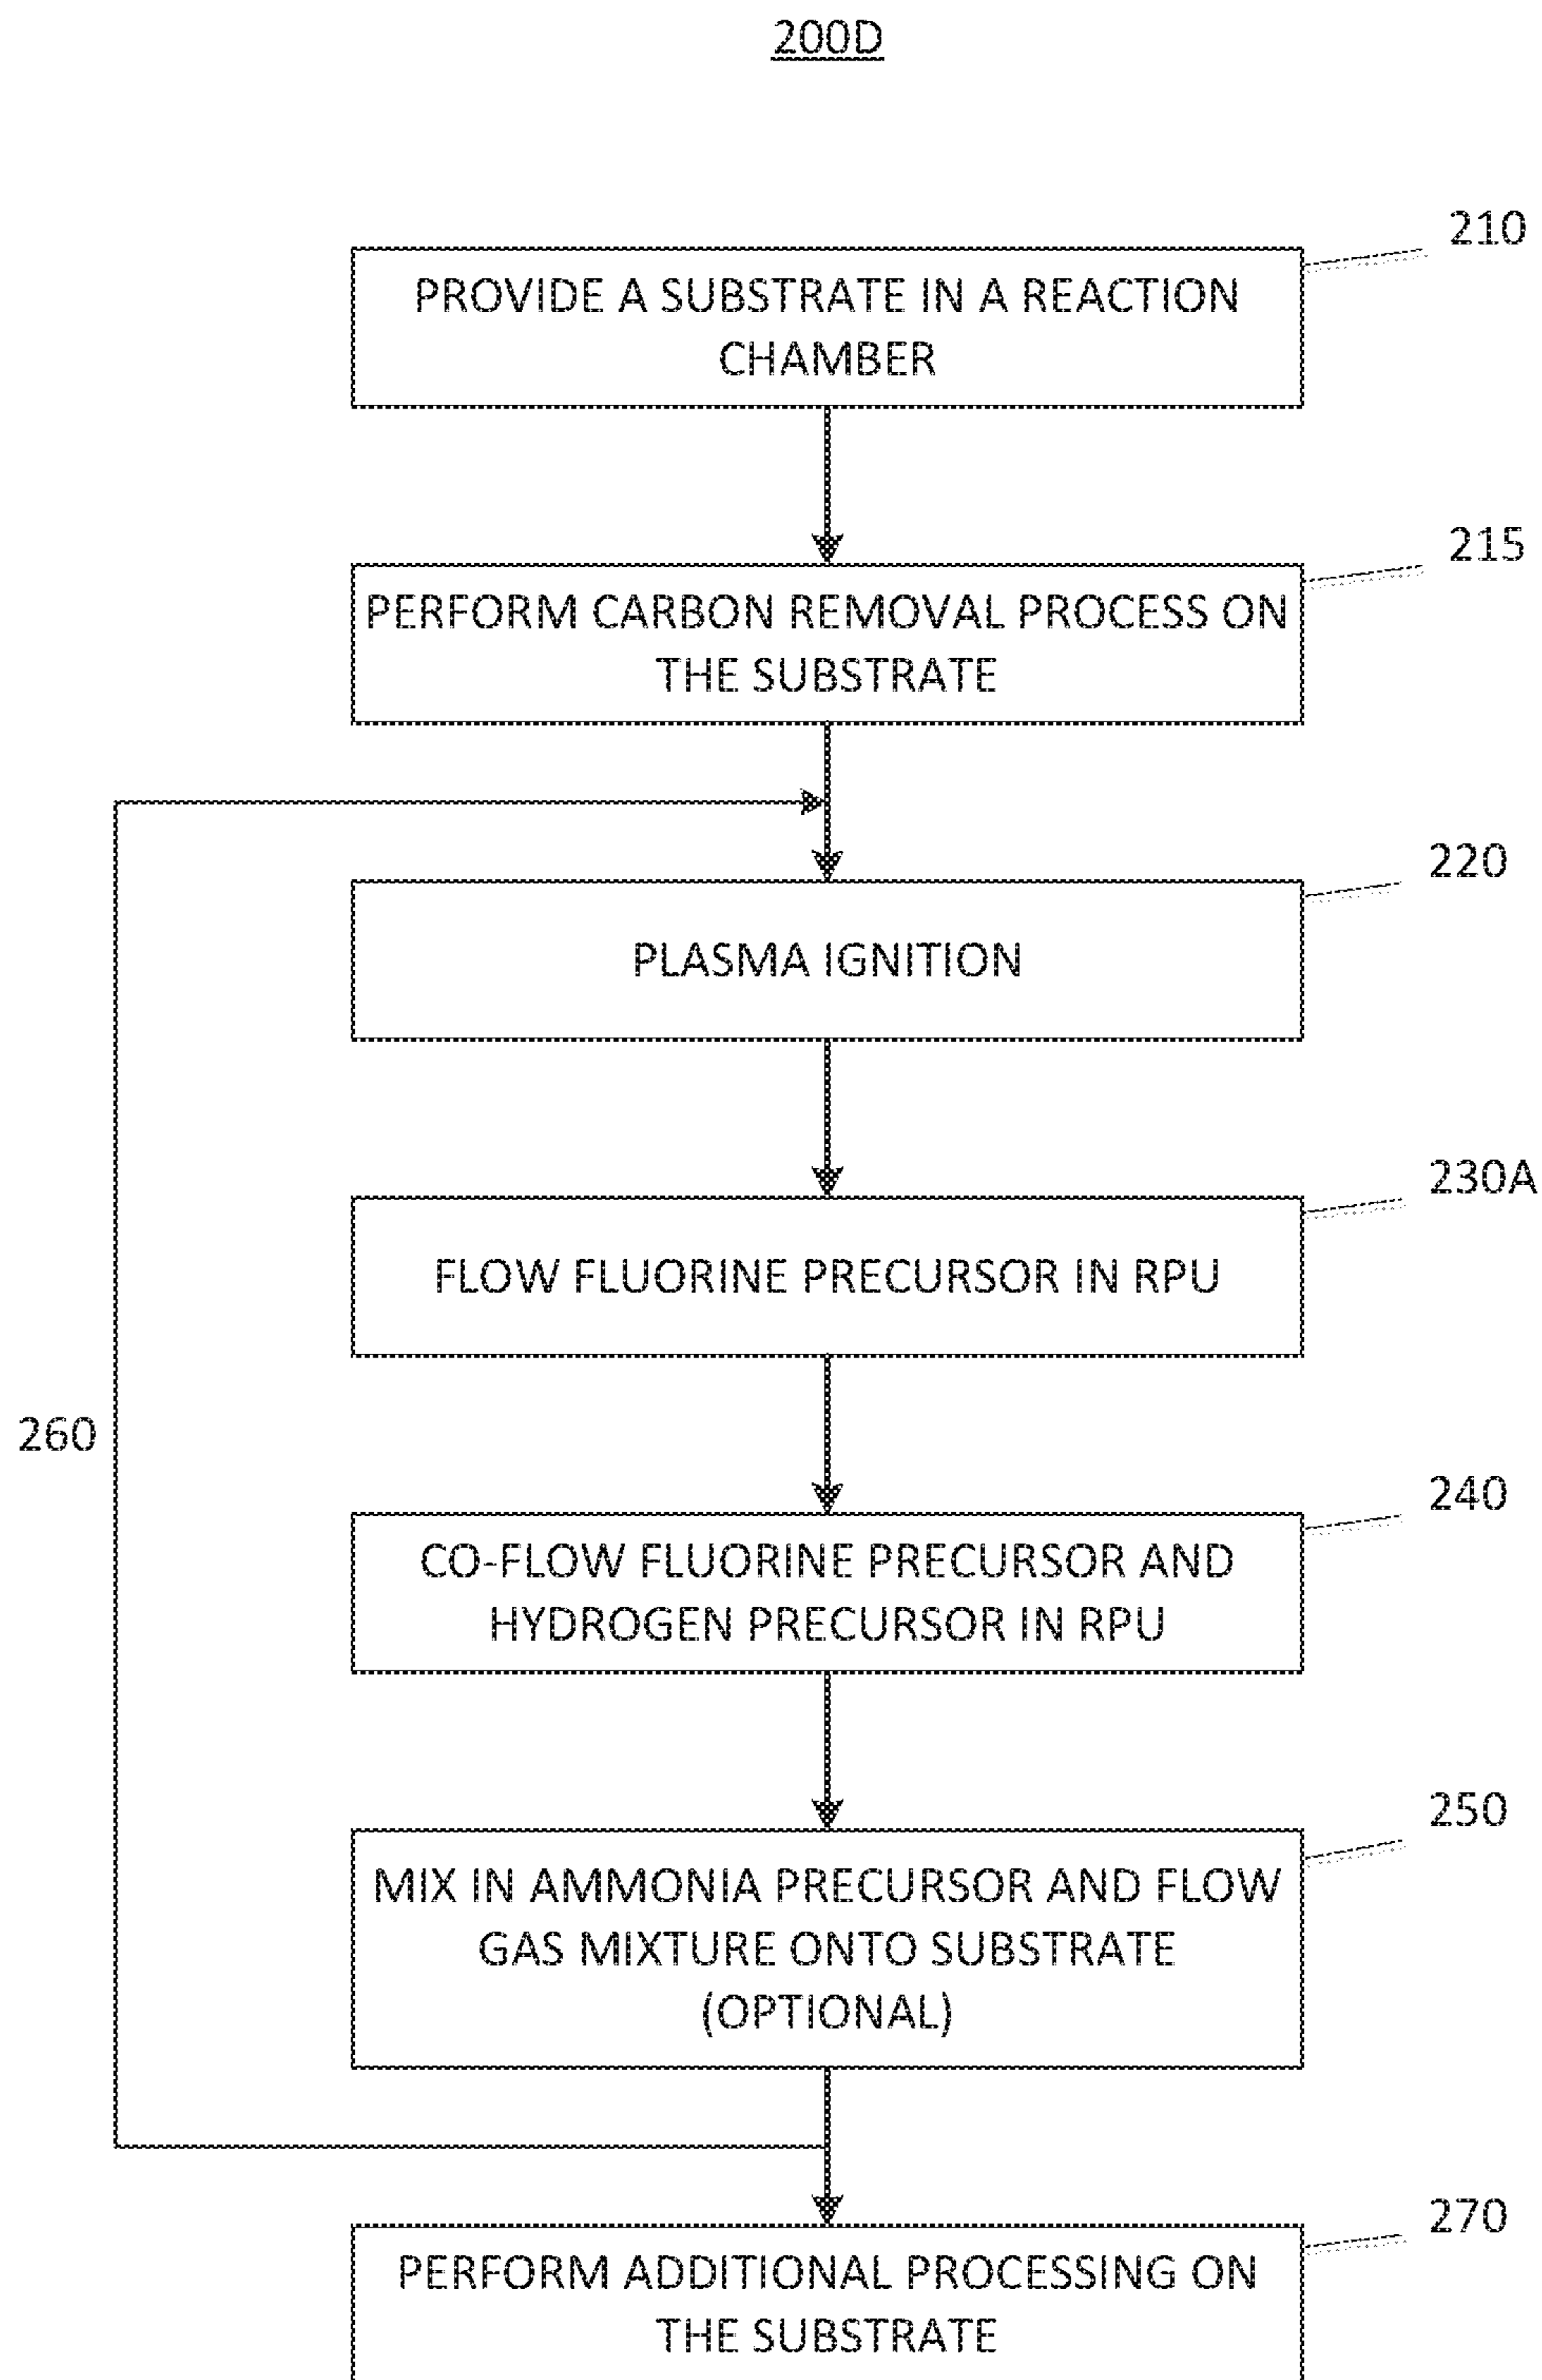 200D
210
PROVIDE A SUBSTRATE IN A REACTION
CHAMBER
215
PERFORM CARBON REMOVAL PROCESS ON
THE SUBSTRATE
220
PLASMA IGNITION
230A
FLOW FLUORINE PRECURSOR IN RPU
260
240
CO-FLOW FLUORINE PRECURSOR AND
HYDROGEN PRECURSOR IN RPU
250
MIX IN AMMONIA PRECURSOR AND FLOW
GAS MIXTURE ONTO SUBSTRATE
(OPTIONAL)
270
PERFORM ADDITIONAL PROCESSING ON
THE SUBSTRATE